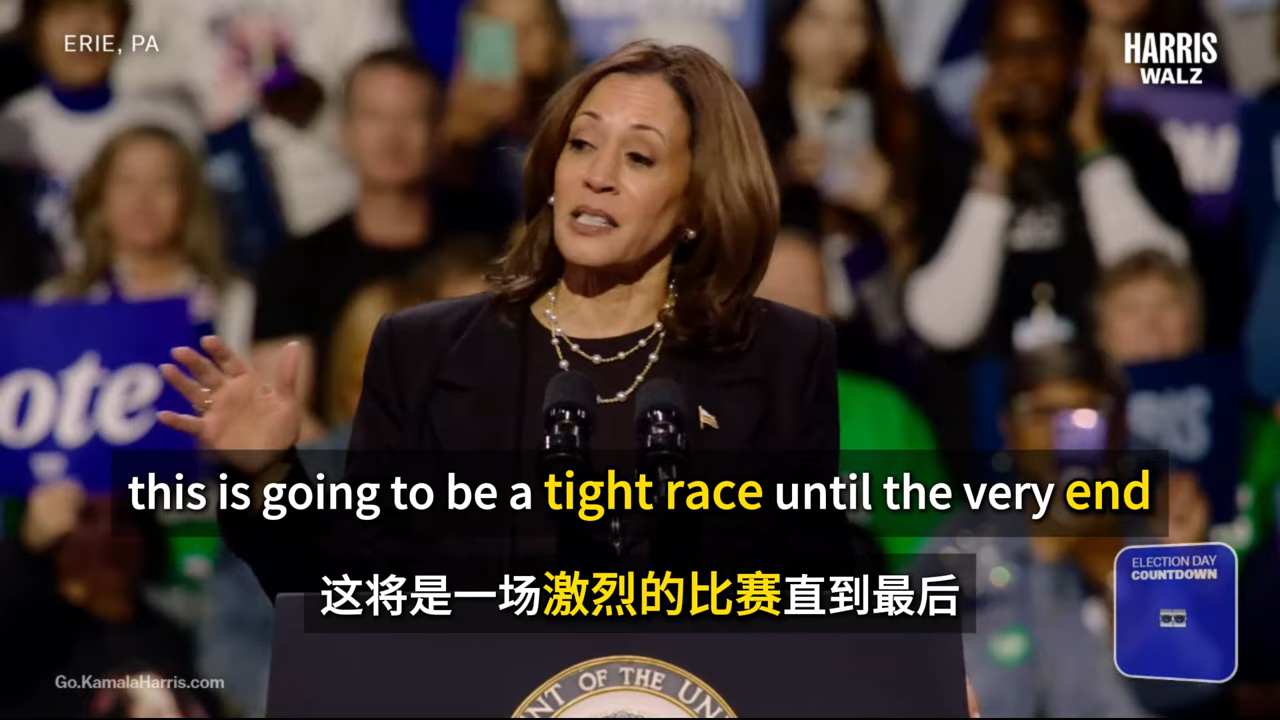 ERIE, PA
HARRIS
WALZ
ote
this is going to be a tight race until the very end
这将是一场激烈的比赛直到最后
ELECTION DAY
COUNTDOWN
Go.KamalaHarris.com
NT OF THE UN